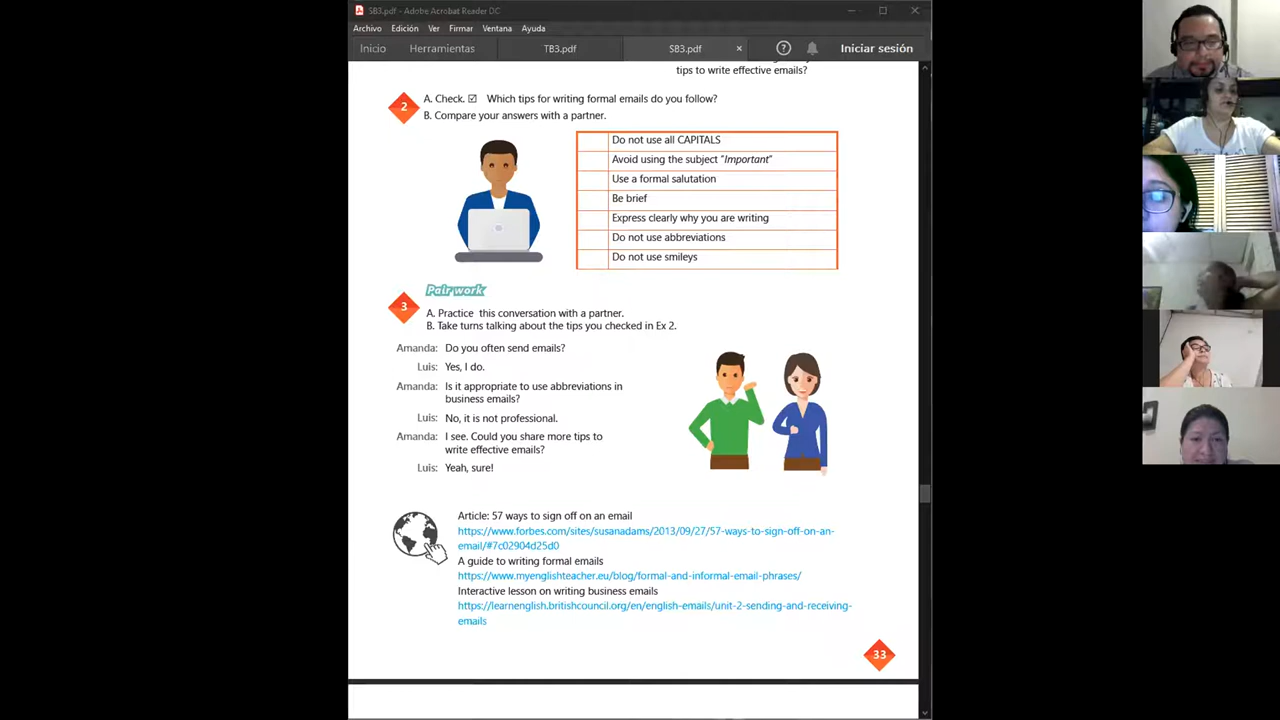 SB3.pdf - Adobe Acrobat Reader DC
Archivo Edición Ver Firmar Ventana Ayuda
Inicio Herramientas TB3.pdf SB3.pdf × ? Iniciar sesión
tips to write effective emails?
2 A. Check. ☑ Which tips for writing formal emails do you follow?
B. Compare your answers with a partner.
Do not use all CAPITALS
Avoid using the subject "Important"
Use a formal salutation
Be brief
Express clearly why you are writing
Do not use abbreviations
Do not use smileys
Pair work
3 A. Practice this conversation with a partner.
B. Take turns talking about the tips you checked in Ex 2.
Amanda: Do you often send emails?
Luis: Yes, I do.
Amanda: Is it appropriate to use abbreviations in
business emails?
Luis: No, it is not professional.
Amanda: I see. Could you share more tips to
write effective emails?
Luis: Yeah, sure!
Article: 57 ways to sign off on an email
https://www.forbes.com/sites/susanadams/2013/09/27/57-ways-to-sign-off-on-an-
email/#7c02904d25d0
A guide to writing formal emails
https://www.myenglishteacher.eu/blog/formal-and-informal-email-phrases/
Interactive lesson on writing business emails
https://learnenglish.britishcouncil.org/en/english-emails/unit-2-sending-and-receiving-
emails
33